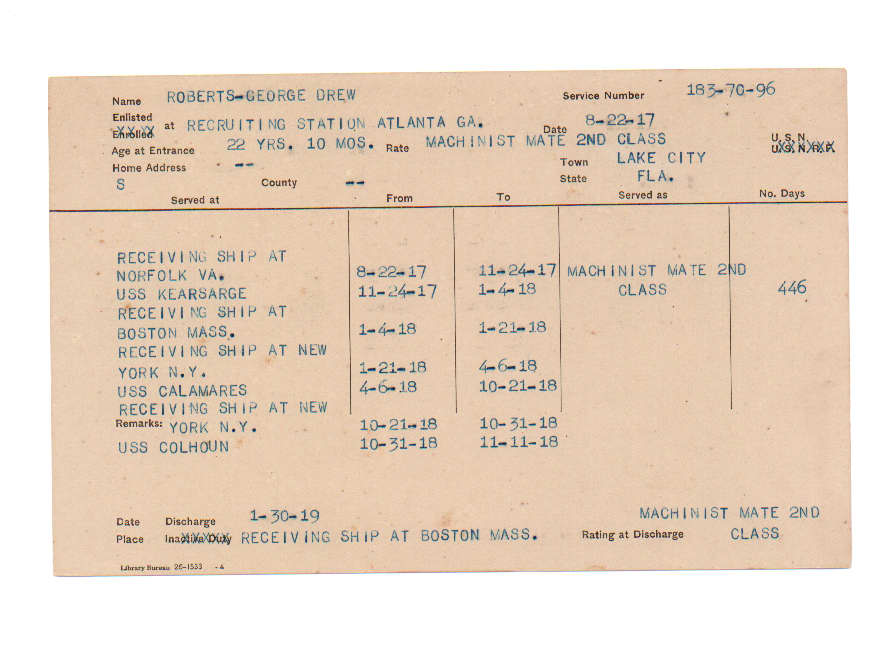 Name ROBERTS-GEORGE DREW Service Number 183-70-96
Enlisted
Enrolled at RECRUITING STATION ATLANTA GA. Date 8-22-17 U.S.N.
Age at Entrance 22 YRS. 10 MOS. Rate MACHINIST MATE 2ND CLASS U.S.N.R.F.
Home Address -- Town LAKE CITY
S County -- State FLA.
Served at From To Served as No. Days
RECEIVING SHIP AT
NORFOLK VA. 8-22-17 11-24-17 MACHINIST MATE 2ND
USS KEARSARGE 11-24-17 1-4-18 CLASS 446
RECEIVING SHIP AT
BOSTON MASS. 1-4-18 1-21-18
RECEIVING SHIP AT NEW
YORK N.Y. 1-21-18 4-6-18
USS CALAMARES 4-6-18 10-21-18
RECEIVING SHIP AT NEW
Remarks: YORK N.Y. 10-21-18 10-31-18
USS COLHOUN 10-31-18 11-11-18
Date Discharge 1-30-19 MACHINIST MATE 2ND
Place Inactive Duty RECEIVING SHIP AT BOSTON MASS. Rating at Discharge CLASS
Library Bureau 26-1533 -4